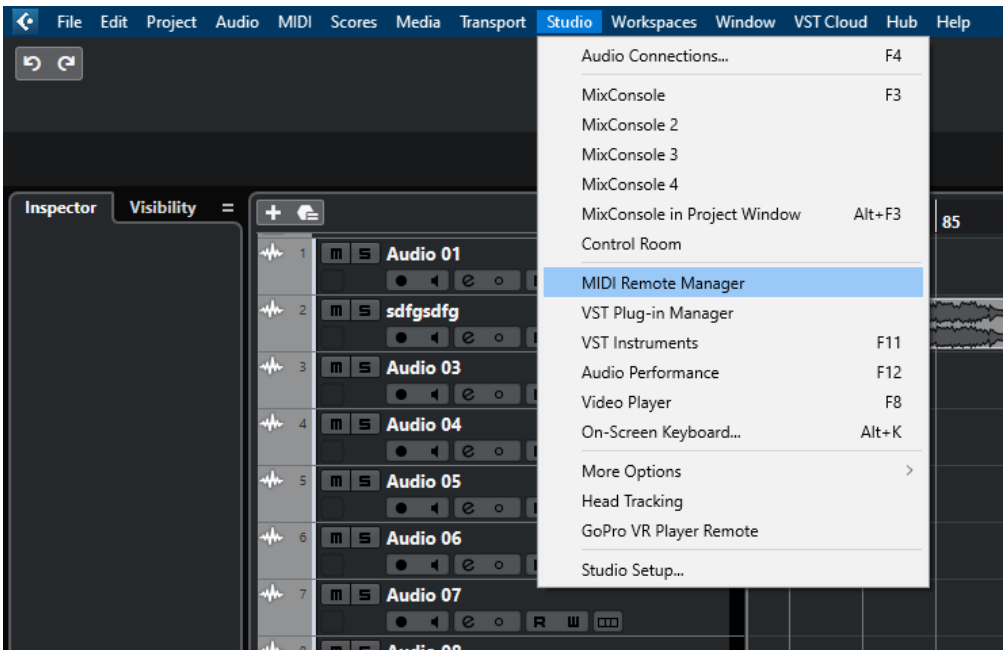 File Edit Project Audio MIDI Scores Media Transport Studio Workspaces Window VST Cloud Hub Help
Audio Connections... F4
MixConsole F3
MixConsole 2
MixConsole 3
MixConsole 4
MixConsole in Project Window Alt+F3
Control Room
MIDI Remote Manager
VST Plug-in Manager
VST Instruments F11
Audio Performance F12
Video Player F8
On-Screen Keyboard... Alt+K
More Options
Head Tracking
GoPro VR Player Remote
Studio Setup...
Inspector Visibility
85
1 m S Audio 01
e
2 m S sdfgsdfg
e
3 m S Audio 03
e
4 m S Audio 04
e
5 m S Audio 05
e
6 m S Audio 06
e
7 m S Audio 07
e R W